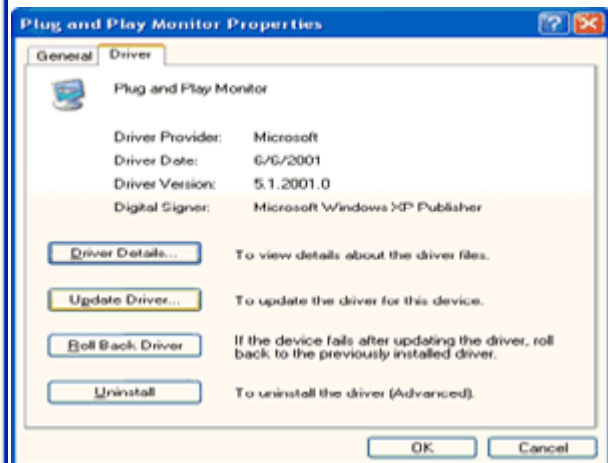 Plug and Play Monitor Properties
General Driver
Plug and Play Monitor
Driver Provider: Microsoft
Driver Date: 6/6/2001
Driver Version: 5.1.2001.0
Digital Signer: Microsoft Windows XP Publisher
Driver Details... To view details about the driver files.
Update Driver... To update the driver for this device.
Roll Back Driver If the device fails after updating the driver, roll
back to the previously installed driver.
Uninstall To uninstall the driver (Advanced).
OK Cancel